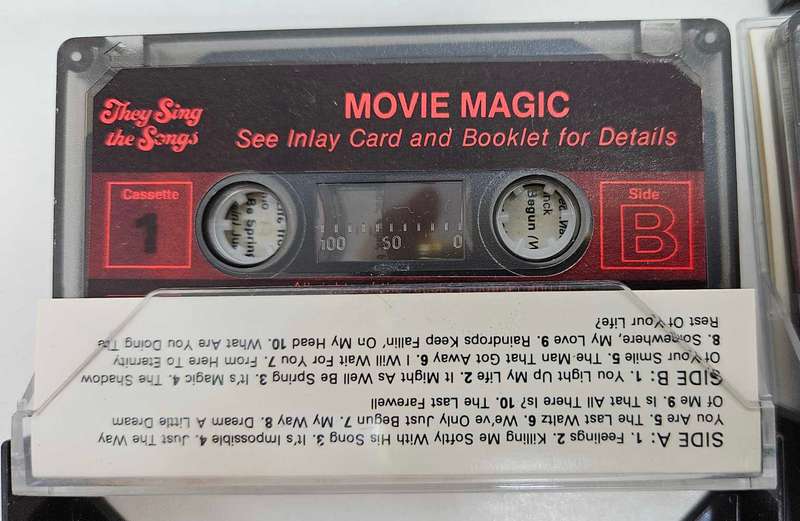 They Sing
the Songs
MOVIE MAGIC
See Inlay Card and Booklet for Details
Cassette
1
Side
B
100 50 0
SIDE A: 1. Feelings 2. Killing Me Softly With His Song 3. It's Impossible 4. Just The Way
You Are 5. The Last Waltz 6. We've Only Just Begun 7. My Way 8. Dream A Little Dream
Of Me 9. Is That All There Is? 10. The Last Farewell
SIDE B: 1. You Light Up My Life 2. It Might As Well Be Spring 3. It's Magic 4. The Shadow
Of Your Smile 5. The Man That Got Away 6. I Will Wait For You 7. From Here To Eternity
8. Somewhere, My Love 9. Raindrops Keep Fallin' On My Head 10. What Are You Doing The
Rest Of Your Life?